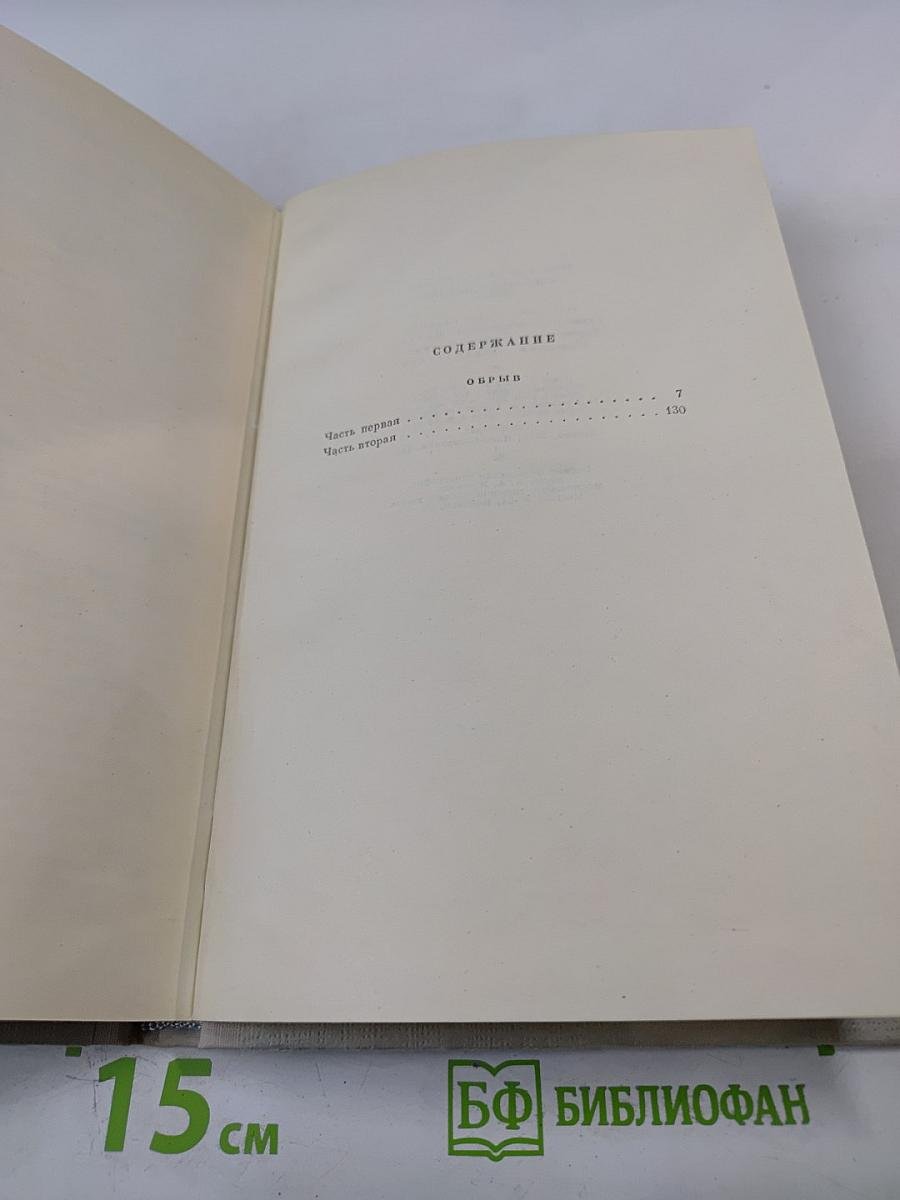 СОДЕРЖАНИЕ
ОБРЫВ
Часть первая . . . . . . . . . . . . . . . . . . . . 7
Часть вторая . . . . . . . . . . . . . . . . . . . . 130
15 см
БФ БИБЛИОФАН